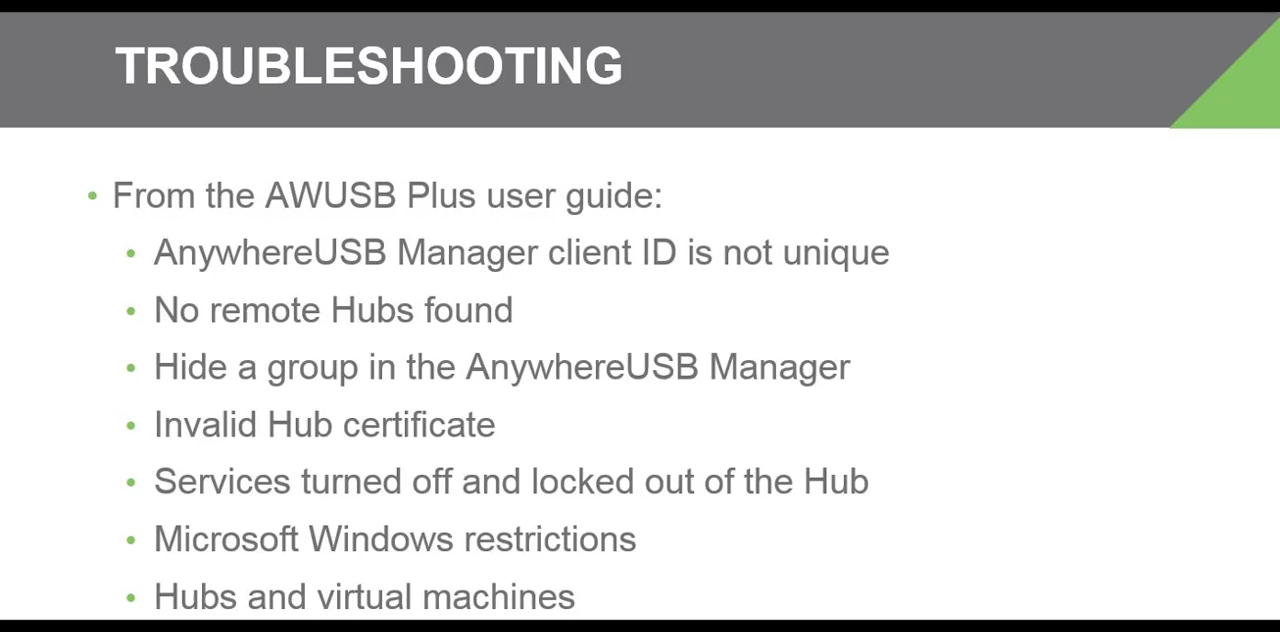 TROUBLESHOOTING
• From the AWUSB Plus user guide:
• AnywhereUSB Manager client ID is not unique
• No remote Hubs found
• Hide a group in the AnywhereUSB Manager
• Invalid Hub certificate
• Services turned off and locked out of the Hub
• Microsoft Windows restrictions
• Hubs and virtual machines